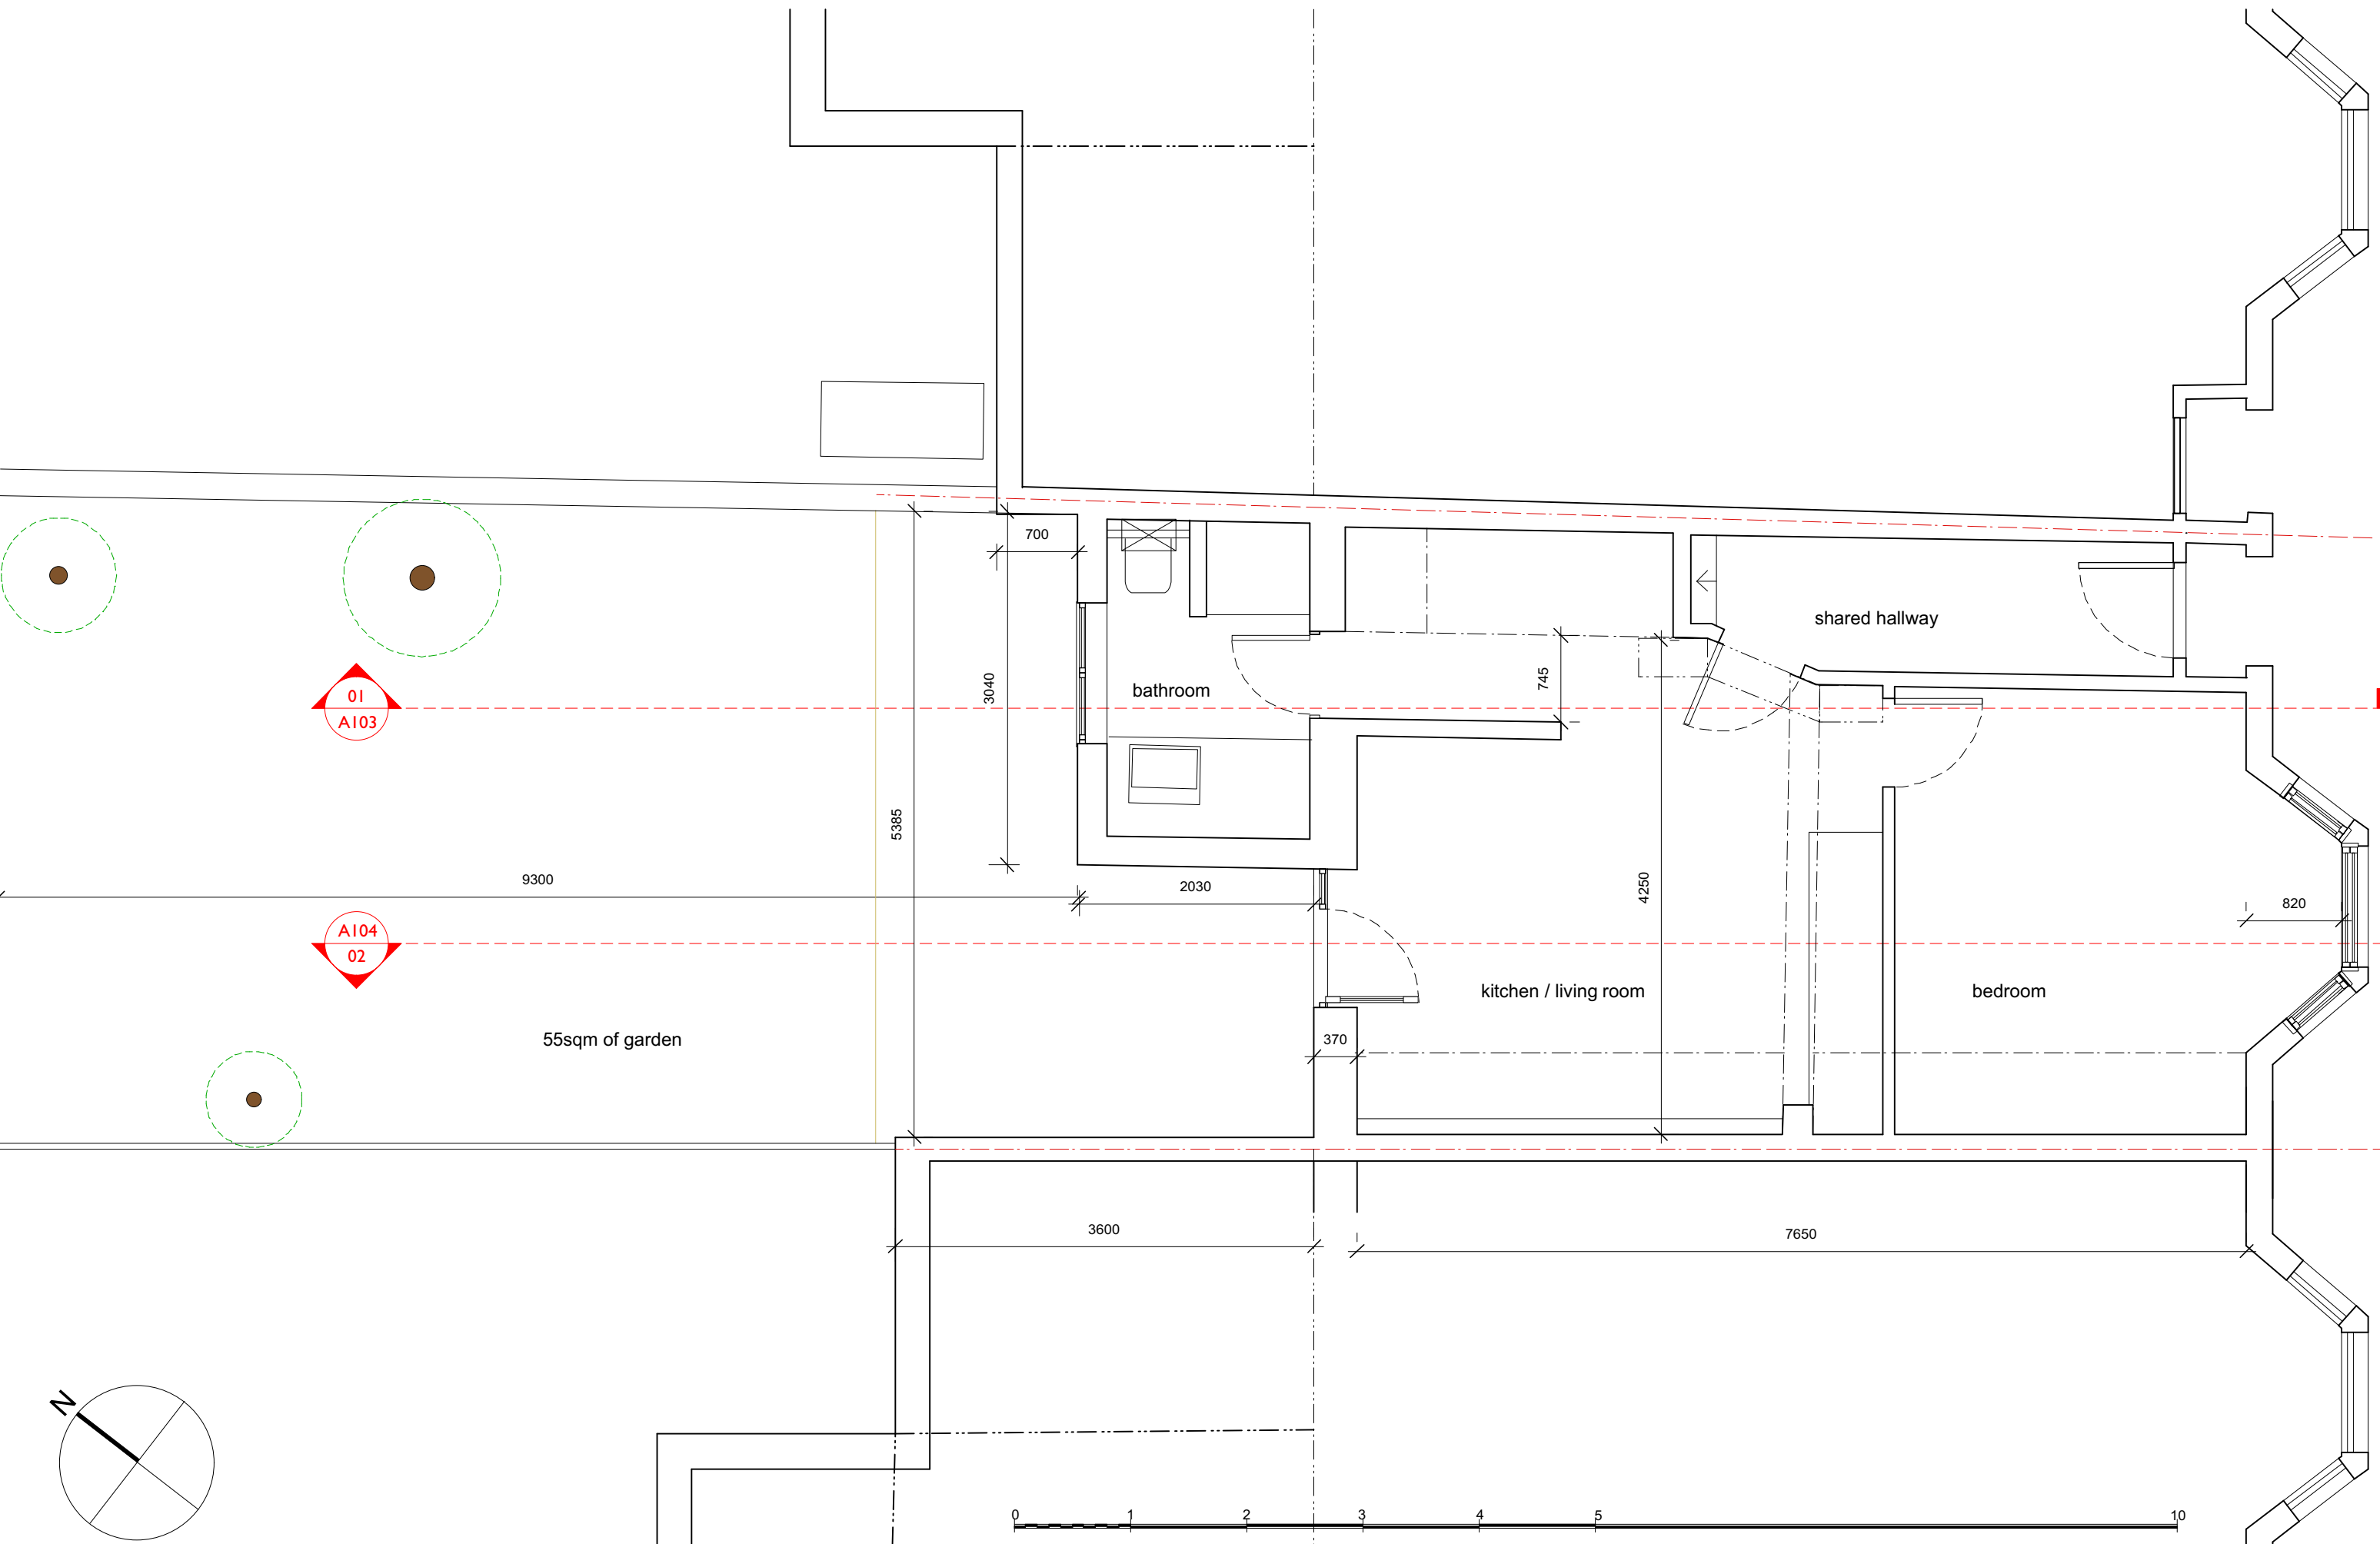 700
shared hallway
01
A103
bathroom
3040
745
5385
9300
2030
4250
820
A104
02
kitchen / living room
bedroom
55sqm of garden
370
3600
7650
N
0 1 2 3 4 5 10